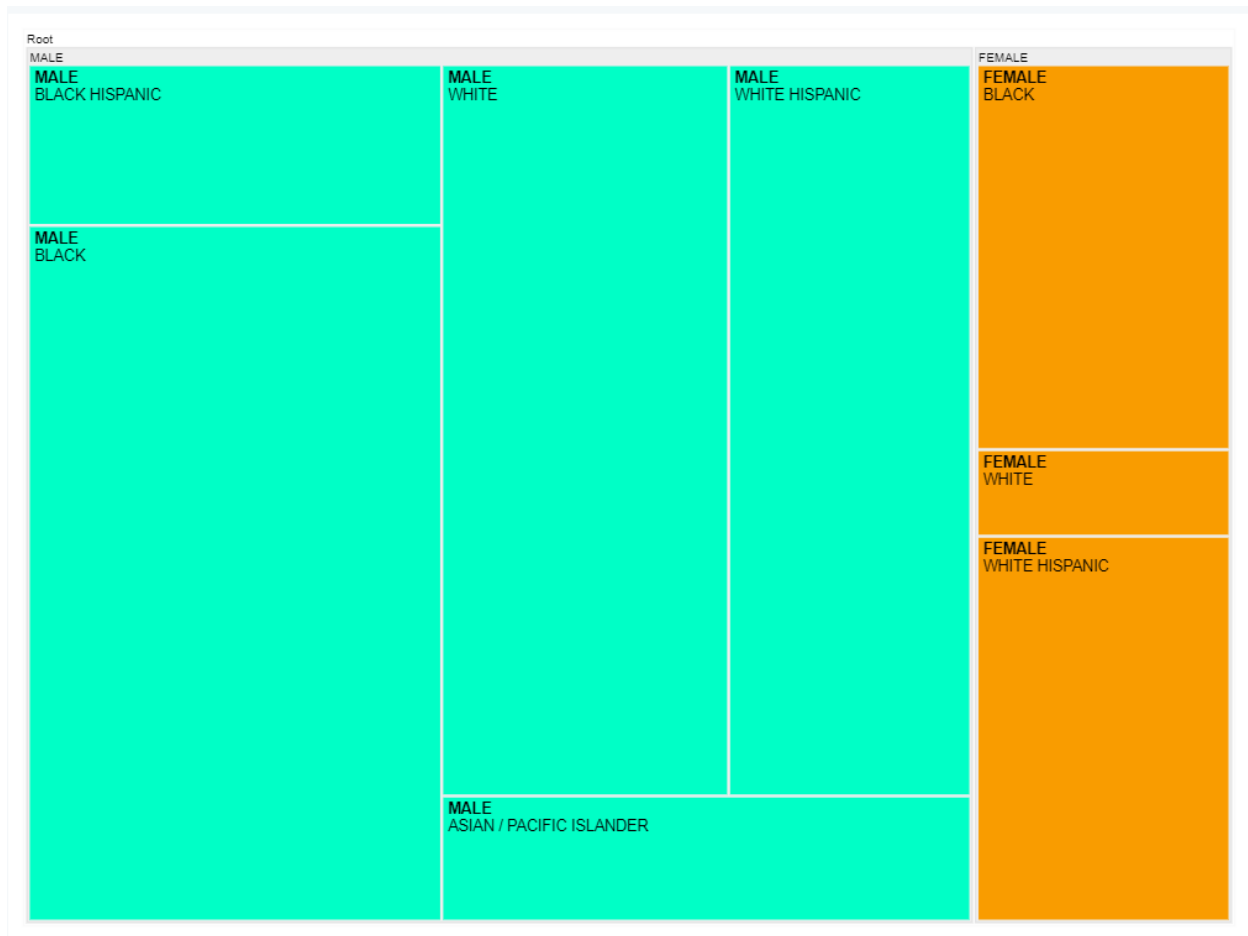 Root
MALE
MALE
BLACK HISPANIC
MALE
BLACK
MALE
WHITE
MALE
WHITE HISPANIC
MALE
ASIAN / PACIFIC ISLANDER
FEMALE
FEMALE
BLACK
FEMALE
WHITE
FEMALE
WHITE HISPANIC